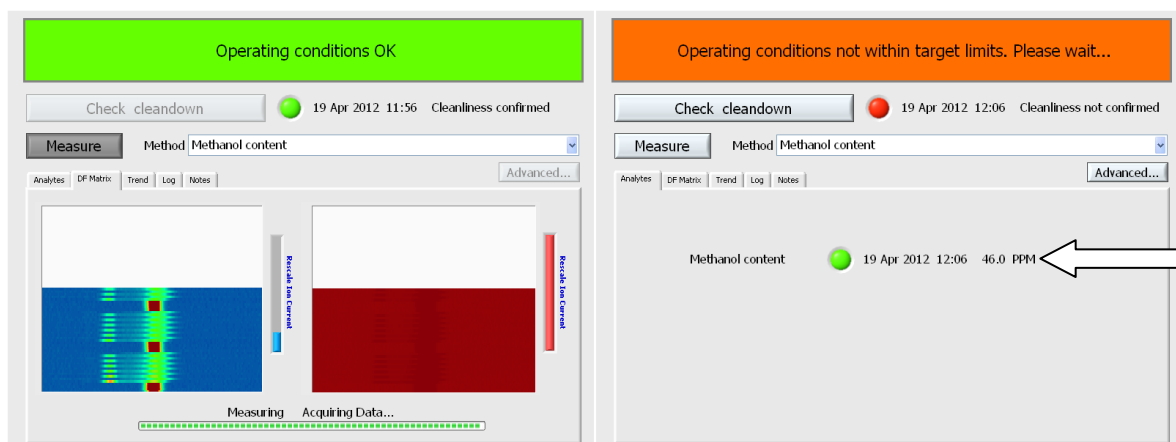 Operating conditions OK
Check cleandown 19 Apr 2012 11:56 Cleanliness confirmed
Measure Method Methanol content
Advanced...
Analytes DF Matrix Trend Log Notes
Rescale Ion Current
Rescale Ion Current
Measuring Acquiring Data...
Operating conditions not within target limits. Please wait...
Check cleandown 19 Apr 2012 12:06 Cleanliness not confirmed
Measure Method Methanol content
Advanced...
Analytes DF Matrix Trend Log Notes
Methanol content 19 Apr 2012 12:06 46.0 PPM